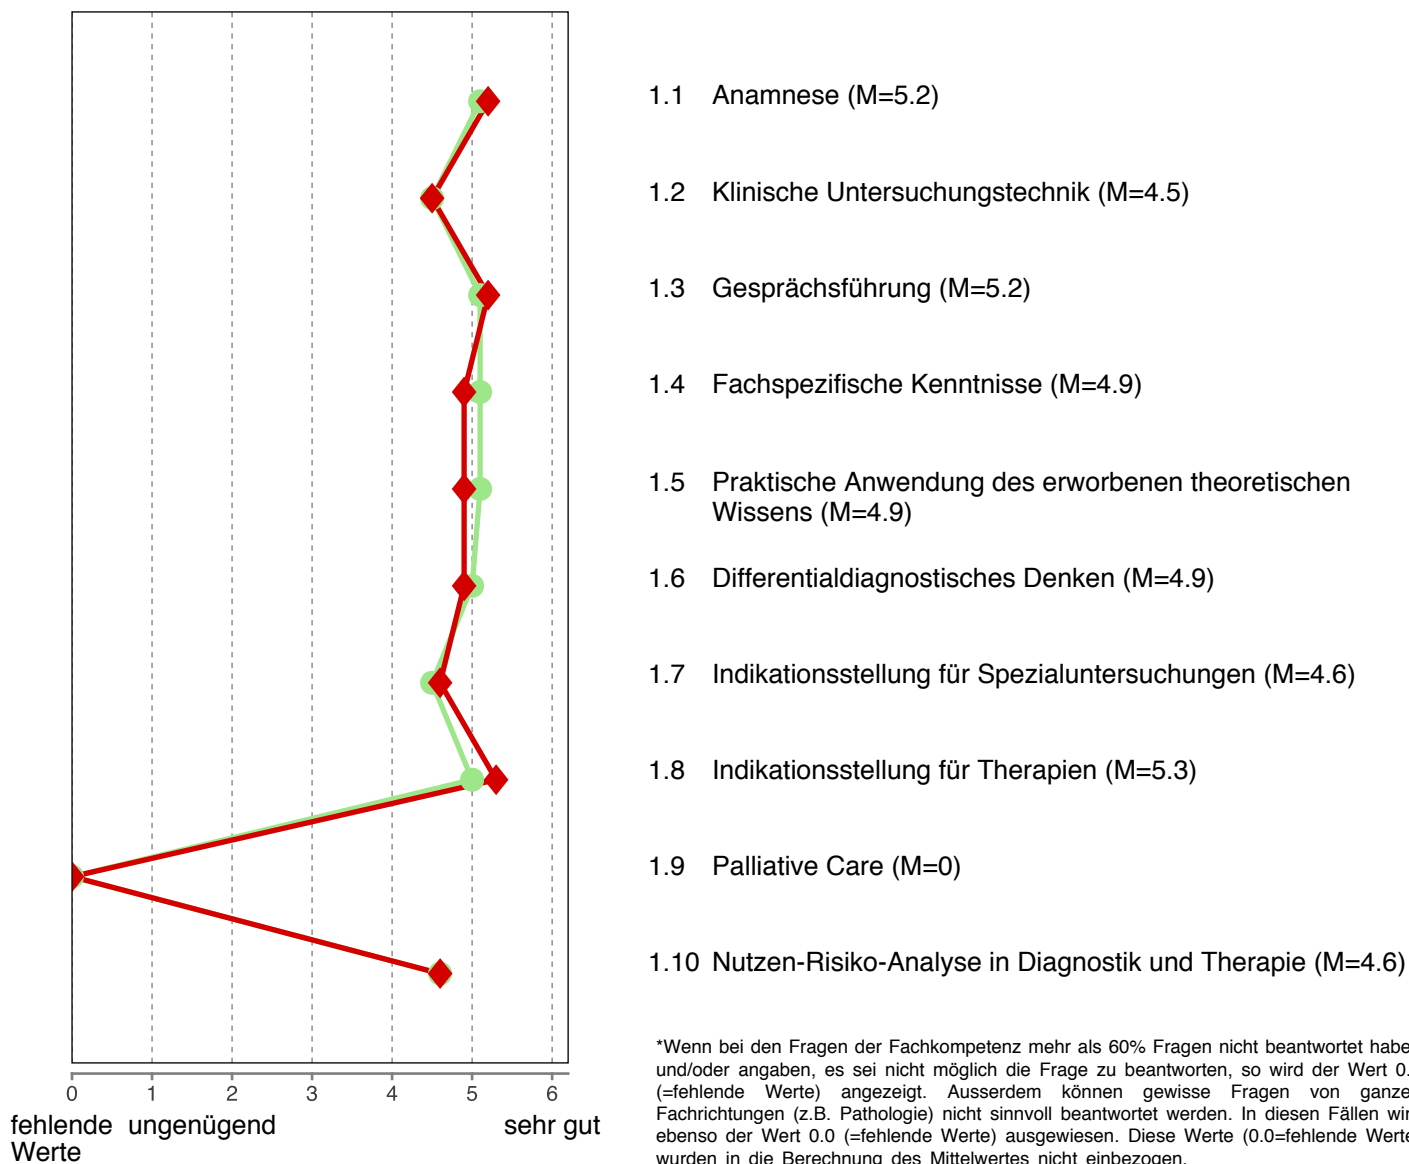 1.1 Anamnese (M=5.2)
1.2 Klinische Untersuchungstechnik (M=4.5)
1.3 Gesprächsführung (M=5.2)
1.4 Fachspezifische Kenntnisse (M=4.9)
1.5 Praktische Anwendung des erworbenen theoretischen
Wissens (M=4.9)
1.6 Differentialdiagnostisches Denken (M=4.9)
1.7 Indikationsstellung für Spezialuntersuchungen (M=4.6)
1.8 Indikationsstellung für Therapien (M=5.3)
1.9 Palliative Care (M=0)
1.10 Nutzen-Risiko-Analyse in Diagnostik und Therapie (M=4.6)
0 1 2 3 4 5 6
fehlende ungenügend sehr gut
Werte
*Wenn bei den Fragen der Fachkompetenz mehr als 60% Fragen nicht beantwortet habe
und/oder angaben, es sei nicht möglich die Frage zu beantworten, so wird der Wert 0.
(=fehlende Werte) angezeigt. Ausserdem können gewisse Fragen von ganze
Fachrichtungen (z.B. Pathologie) nicht sinnvoll beantwortet werden. In diesen Fällen wir
ebenso der Wert 0.0 (=fehlende Werte) ausgewiesen. Diese Werte (0.0=fehlende Werte
wurden in die Berechnung des Mittelwertes nicht einbezogen.